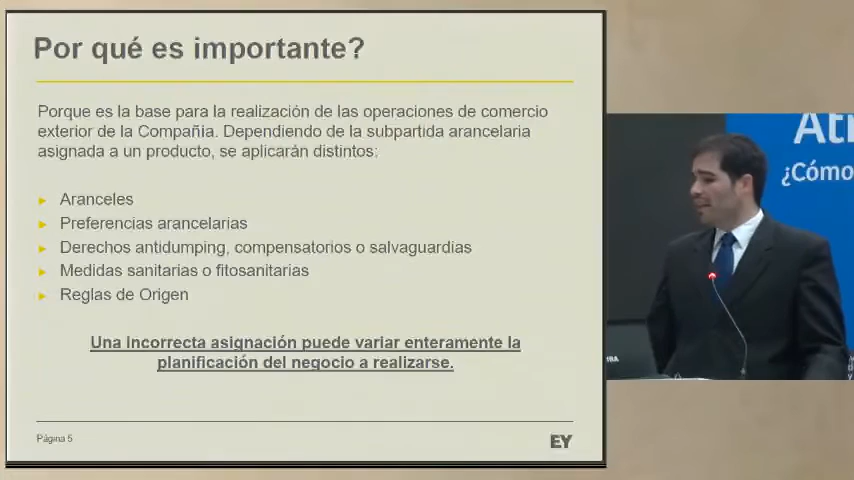 Por qué es importante?
Porque es la base para la realización de las operaciones de comercio
exterior de la Compañia. Dependiendo de la subpartida arancelaria
asignada a un producto, se aplicarán distintos:
Aranceles
Preferencias arancelarias
Derechos antidumping, compensatorios o salvaguardias
Medidas sanitarias o fitosanitarias
Reglas de Origen
Una incorrecta asignación puede variar enteramente la
planificación del negocio a realizarse.
Página 5
EY
¿Cómo